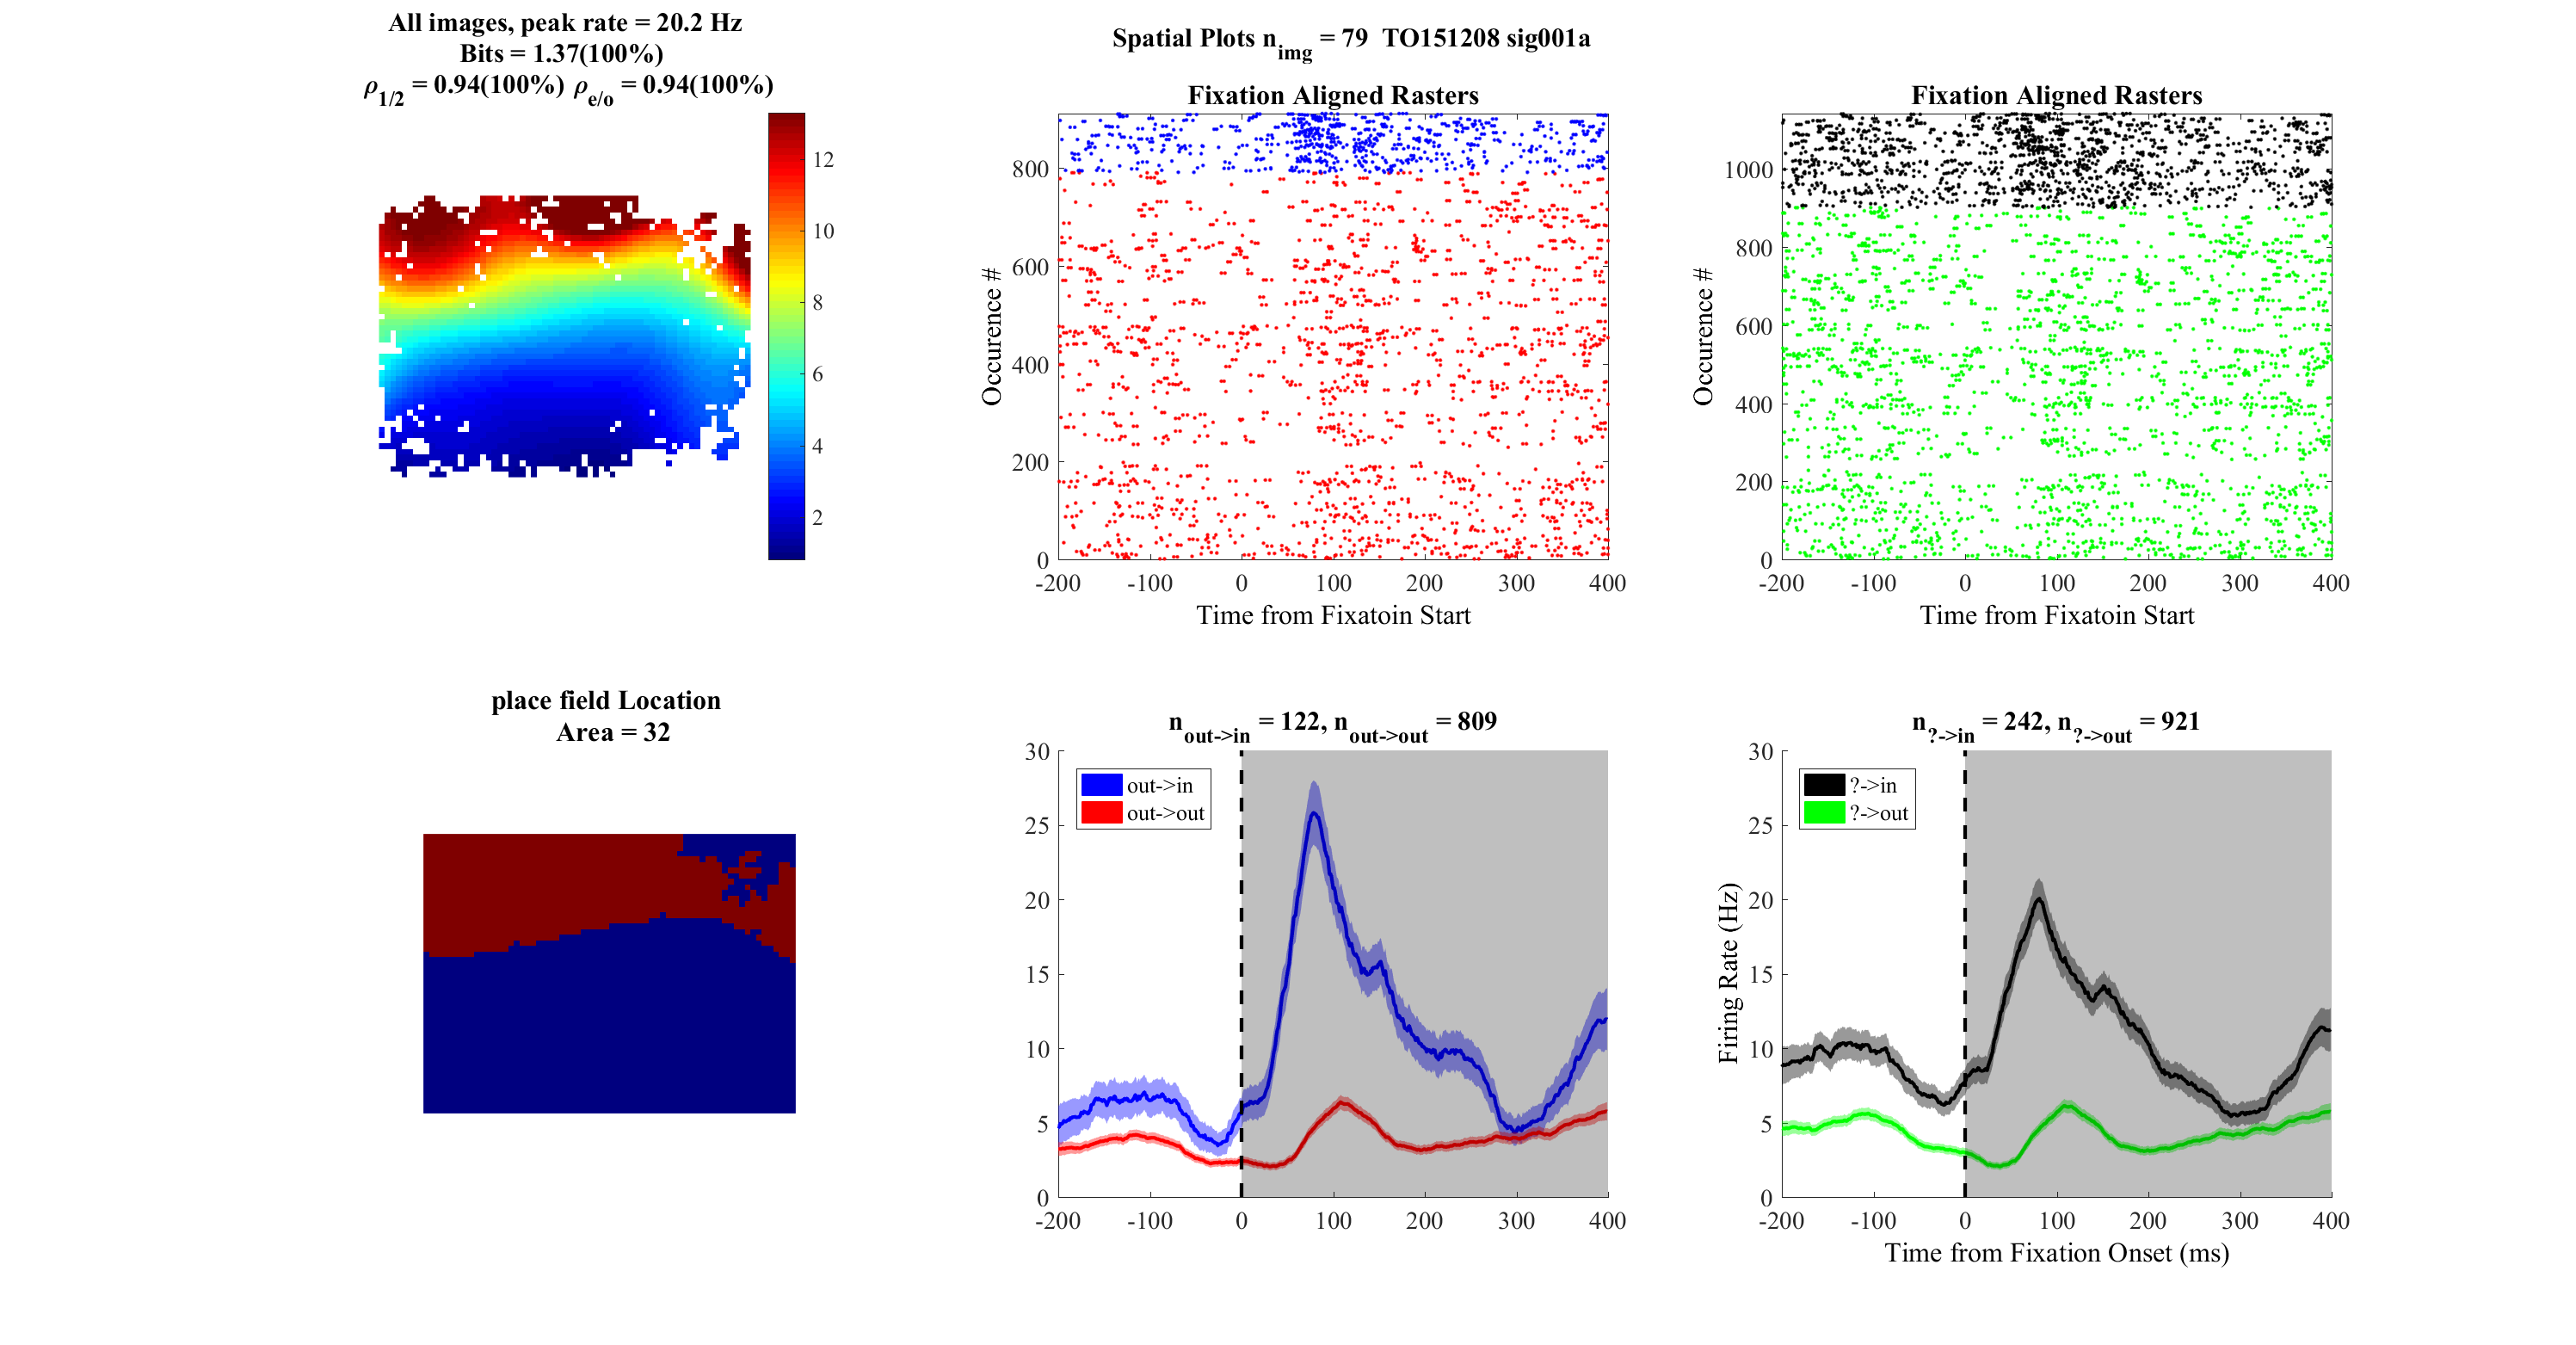 All images, peak rate = 20.2 Hz
Bits = 1.37(100%)
ρ1/2 = 0.94(100%) ρe/o = 0.94(100%)
12
10
8
6
4
2
Spatial Plots nimg = 79 TO151208 sig001a
Fixation Aligned Rasters
Occurence #
800
600
400
200
0
-200 -100 0 100 200 300 400
Time from Fixatoin Start
Fixation Aligned Rasters
Occurence #
1000
800
600
400
200
0
-200 -100 0 100 200 300 400
Time from Fixatoin Start
place field Location
Area = 32
nout->in = 122, nout->out = 809
30
25
20
15
10
5
0
out->in
out->out
-200 -100 0 100 200 300 400
n?->in = 242, n?->out = 921
Firing Rate (Hz)
30
25
20
15
10
5
0
?->in
?->out
-200 -100 0 100 200 300 400
Time from Fixation Onset (ms)